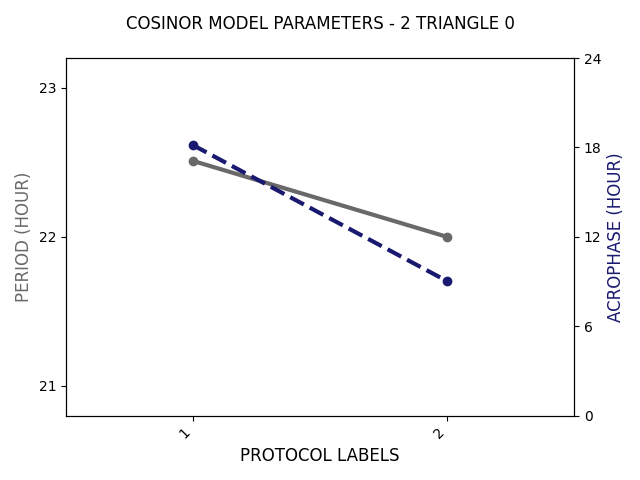 COSINOR MODEL PARAMETERS - 2 TRIANGLE 0
23
22
21
PERIOD (HOUR)
24
18
12
6
0
ACROPHASE (HOUR)
1
2
PROTOCOL LABELS